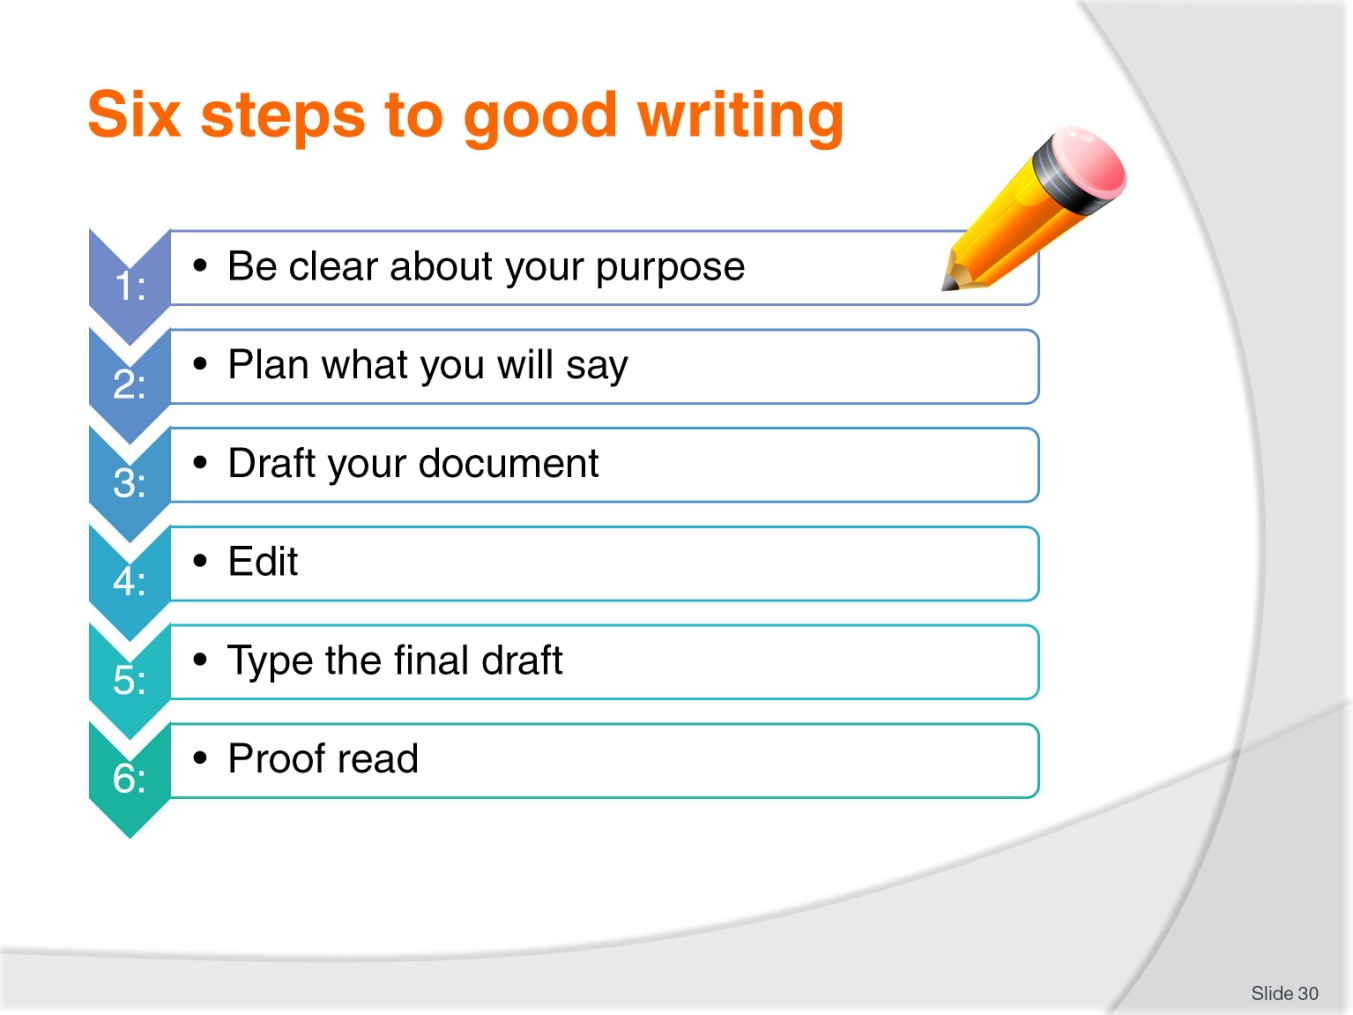 Six steps to good writing
1:
• Be clear about your purpose
2:
• Plan what you will say
3:
• Draft your document
4:
• Edit
5:
• Type the final draft
6:
• Proof read
Slide 30